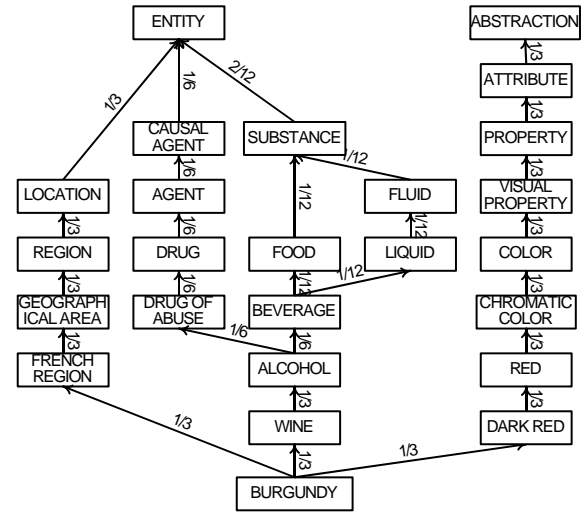 ENTITY
ABSTRACTION
1/3
1/6
2/12
1/3
ATTRIBUTE
1/3
CAUSAL
AGENT
SUBSTANCE
PROPERTY
1/6
1/12
1/12
1/3
LOCATION
AGENT
FLUID
VISUAL
PROPERTY
1/3
1/6
1/12
1/3
REGION
DRUG
FOOD
LIQUID
COLOR
1/3
1/6
1/12
1/12
1/3
GEOGRAPH
ICAL AREA
DRUG OF
ABUSE
BEVERAGE
CHROMATIC
COLOR
1/3
1/6
1/6
1/3
FRENCH
REGION
ALCOHOL
RED
1/3
1/3
WINE
DARK RED
1/3
1/3
1/3
BURGUNDY